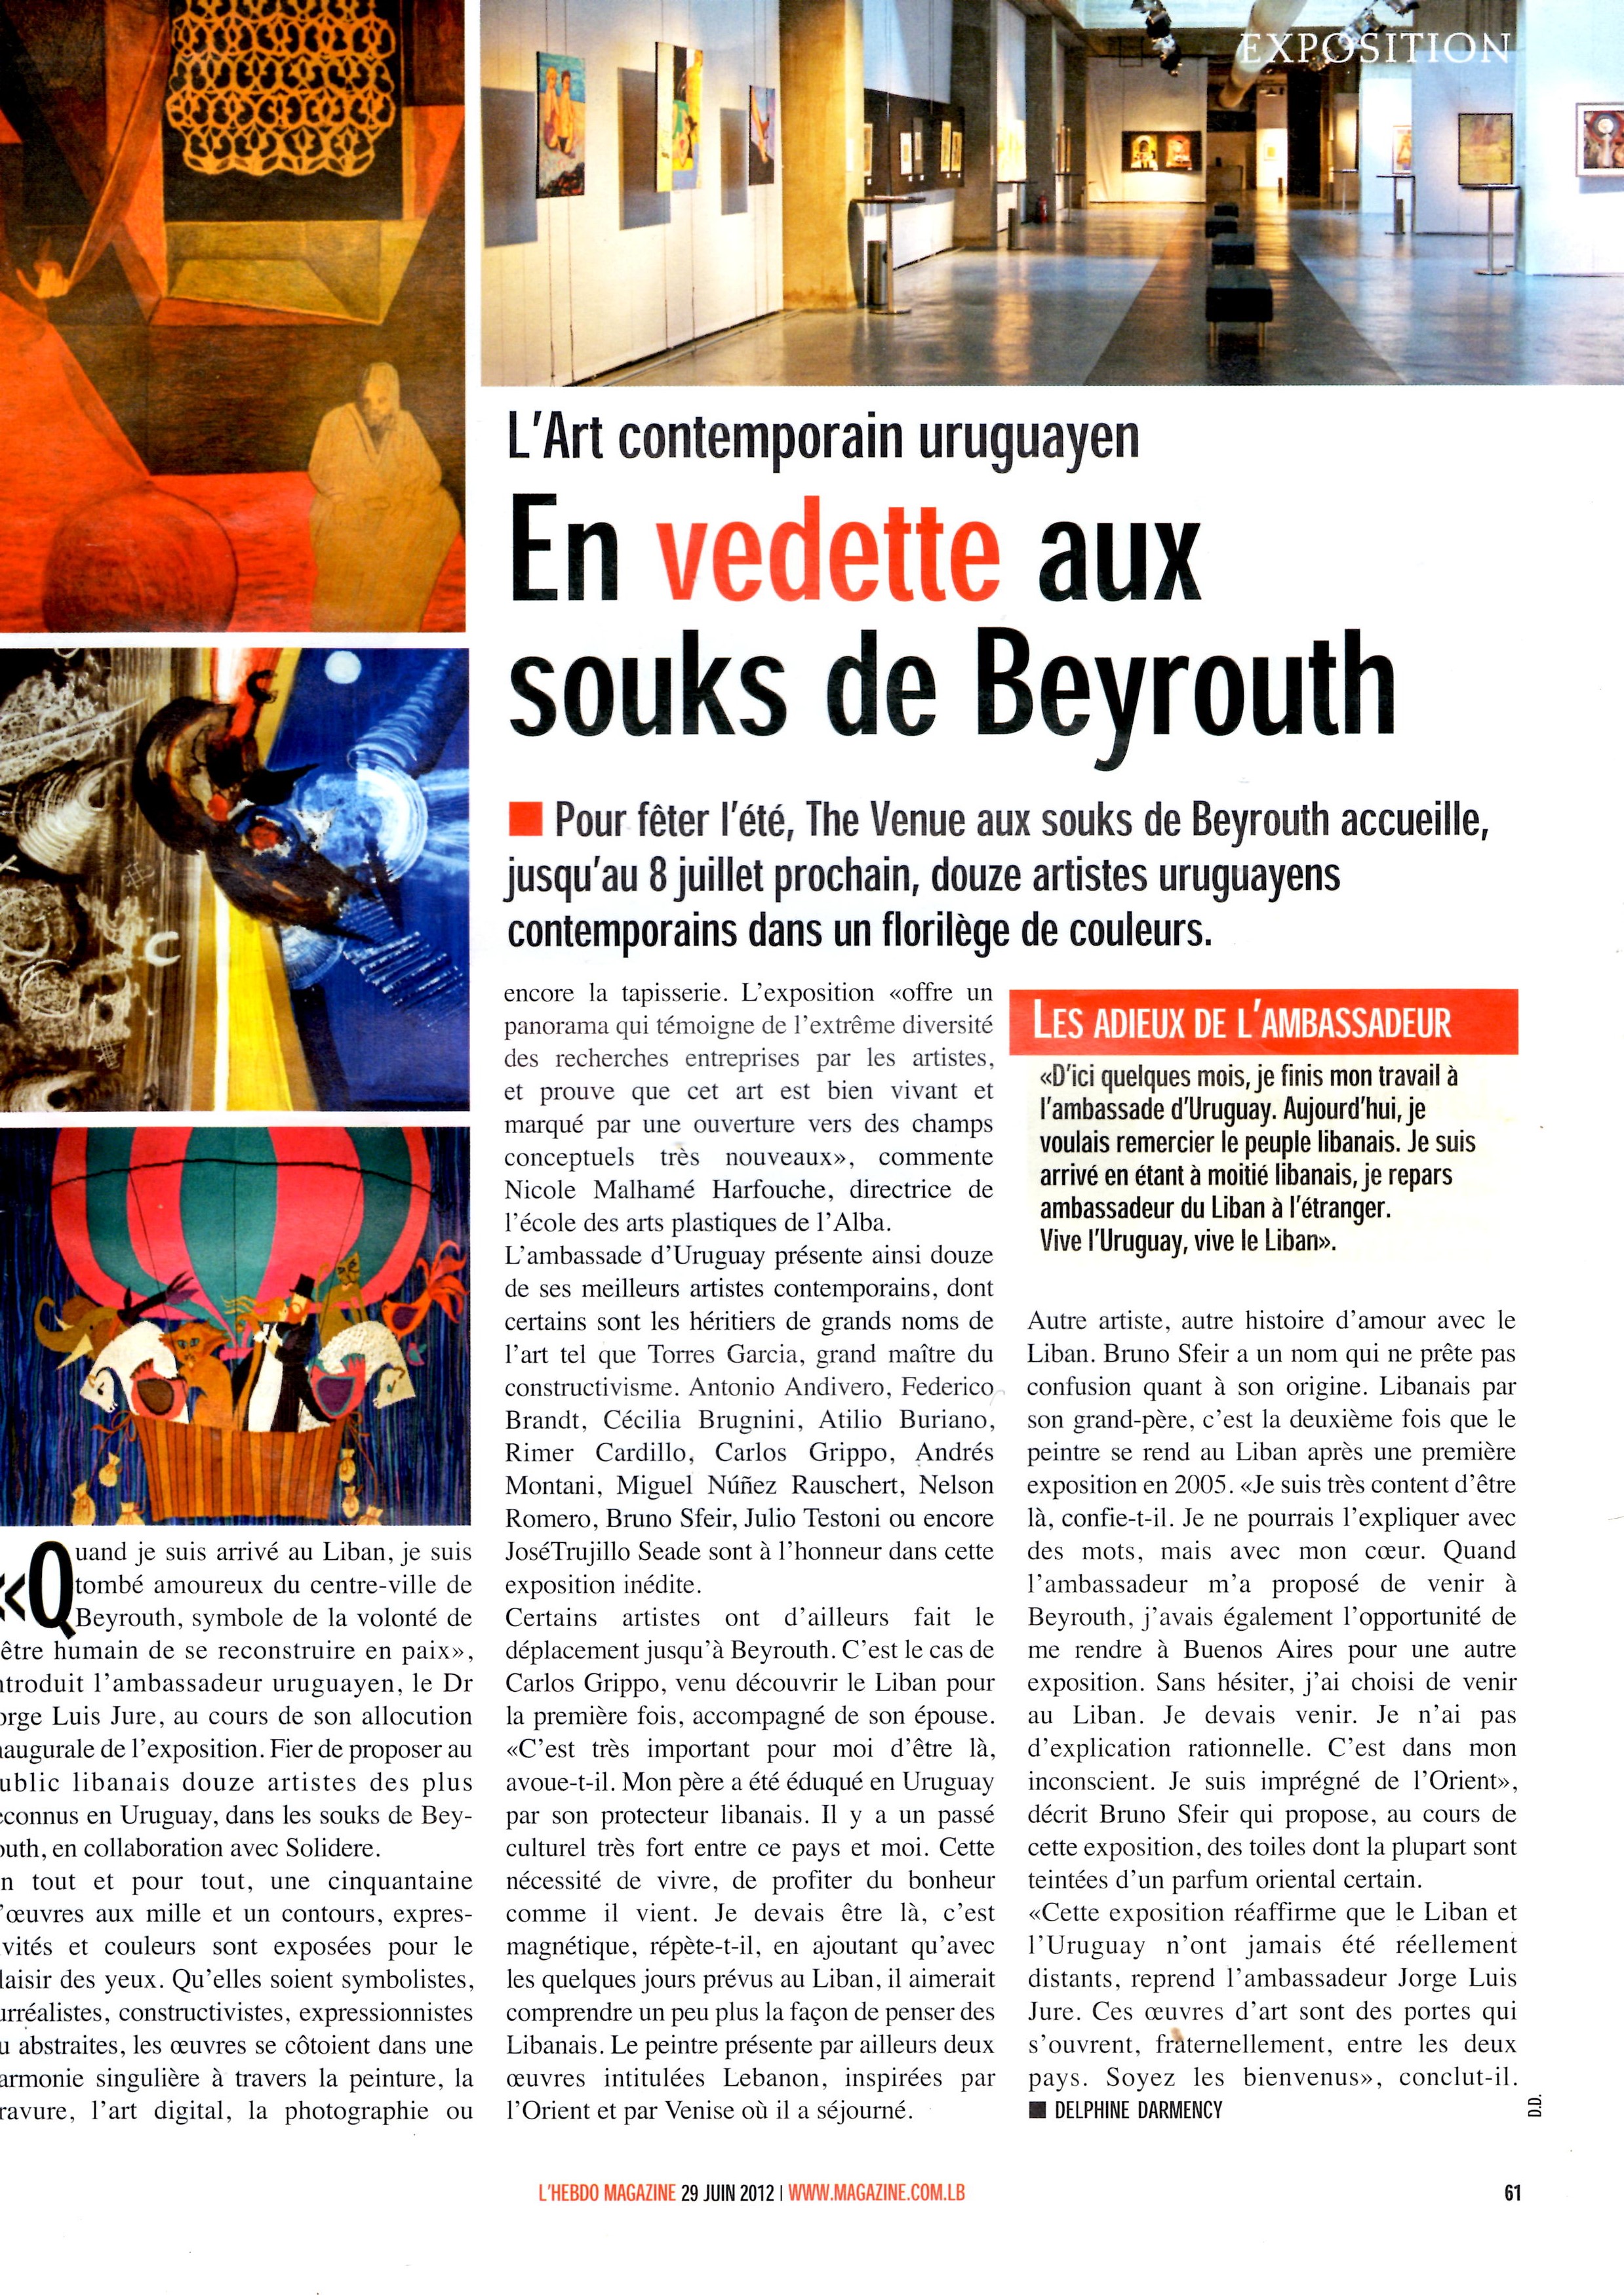 EXPOSITION
L'Art contemporain uruguayen
En vedette aux
souks de Beyrouth
■ Pour fêter l'été, The Venue aux souks de Beyrouth accueille,
jusqu'au 8 juillet prochain, douze artistes uruguayens
contemporains dans un florilège de couleurs.
«Quand je suis arrivé au Liban, je suis
tombé amoureux du centre-ville de
Beyrouth, symbole de la volonté de
être humain de se reconstruire en paix»,
ntroduit l'ambassadeur uruguayen, le Dr
orge Luis Jure, au cours de son allocution
naugurale de l'exposition. Fier de proposer au
ublic libanais douze artistes des plus
econnus en Uruguay, dans les souks de Bey-
outh, en collaboration avec Solidere.
n tout et pour tout, une cinquantaine
'œuvres aux mille et un contours, expres-
vités et couleurs sont exposées pour le
laisir des yeux. Qu'elles soient symbolistes,
urréalistes, constructivistes, expressionnistes
u abstraites, les œuvres se côtoient dans une
armonie singulière à travers la peinture, la
ravure, l'art digital, la photographie ou
encore la tapisserie. L'exposition «offre un
panorama qui témoigne de l'extrême diversité
des recherches entreprises par les artistes,
et prouve que cet art est bien vivant et
marqué par une ouverture vers des champs
conceptuels très nouveaux», commente
Nicole Malhamé Harfouche, directrice de
l'école des arts plastiques de l'Alba.
L'ambassade d'Uruguay présente ainsi douze
de ses meilleurs artistes contemporains, dont
certains sont les héritiers de grands noms de
l'art tel que Torres Garcia, grand maître du
constructivisme. Antonio Andivero, Federico
Brandt, Cécilia Brugnini, Atilio Buriano,
Rimer Cardillo, Carlos Grippo, Andrés
Montani, Miguel Núñez Rauschert, Nelson
Romero, Bruno Sfeir, Julio Testoni ou encore
JoséTrujillo Seade sont à l'honneur dans cette
exposition inédite.
Certains artistes ont d'ailleurs fait le
déplacement jusqu'à Beyrouth. C'est le cas de
Carlos Grippo, venu découvrir le Liban pour
la première fois, accompagné de son épouse.
«C'est très important pour moi d'être là,
avoue-t-il. Mon père a été éduqué en Uruguay
par son protecteur libanais. Il y a un passé
culturel très fort entre ce pays et moi. Cette
nécessité de vivre, de profiter du bonheur
comme il vient. Je devais être là, c'est
magnétique, répète-t-il, en ajoutant qu'avec
les quelques jours prévus au Liban, il aimerait
comprendre un peu plus la façon de penser des
Libanais. Le peintre présente par ailleurs deux
œuvres intitulées Lebanon, inspirées par
l'Orient et par Venise où il a séjourné.
LES ADIEUX DE L'AMBASSADEUR
«D'ici quelques mois, je finis mon travail à
l'ambassade d'Uruguay. Aujourd'hui, je
voulais remercier le peuple libanais. Je suis
arrivé en étant à moitié libanais, je repars
ambassadeur du Liban à l'étranger.
Vive l'Uruguay, vive le Liban».
Autre artiste, autre histoire d'amour avec le
Liban. Bruno Sfeir a un nom qui ne prête pas
confusion quant à son origine. Libanais par
son grand-père, c'est la deuxième fois que le
peintre se rend au Liban après une première
exposition en 2005. «Je suis très content d'être
là, confie-t-il. Je ne pourrais l'expliquer avec
des mots, mais avec mon cœur. Quand
l'ambassadeur m'a proposé de venir à
Beyrouth, j'avais également l'opportunité de
me rendre à Buenos Aires pour une autre
exposition. Sans hésiter, j'ai choisi de venir
au Liban. Je devais venir. Je n'ai pas
d'explication rationnelle. C'est dans mon
inconscient. Je suis imprégné de l'Orient»,
décrit Bruno Sfeir qui propose, au cours de
cette exposition, des toiles dont la plupart sont
teintées d'un parfum oriental certain.
«Cette exposition réaffirme que le Liban et
l'Uruguay n'ont jamais été réellement
distants, reprend l'ambassadeur Jorge Luis
Jure. Ces œuvres d'art sont des portes qui
s'ouvrent, fraternellement, entre les deux
pays. Soyez les bienvenus», conclut-il.
■ DELPHINE DARMENCY
D.D.
L'HEBDO MAGAZINE 29 JUIN 2012 | WWW.MAGAZINE.COM.LB
61